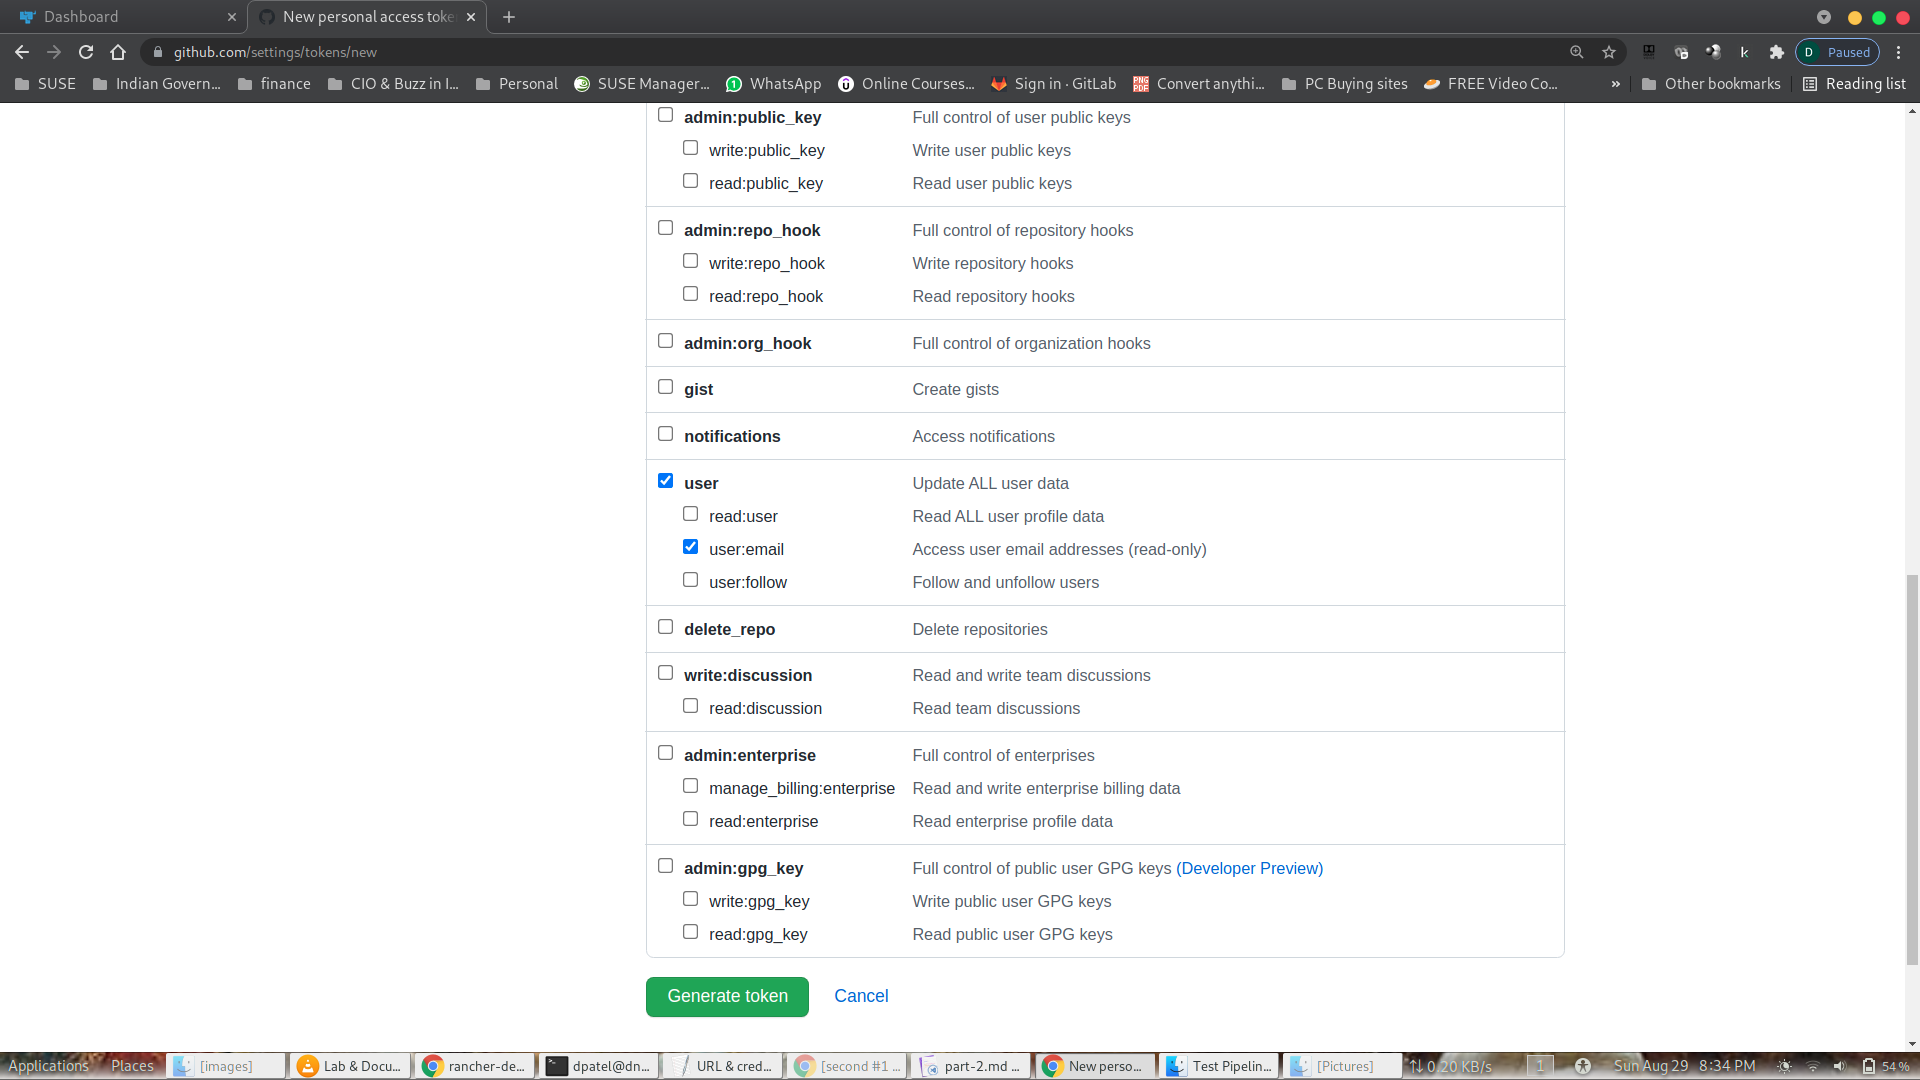 Dashboard
New personal access toke
github.com/settings/tokens/new
D Paused
SUSE
Indian Govern...
finance
CIO & Buzz in I...
Personal
SUSE Manager...
WhatsApp
Online Courses...
Sign in · GitLab
PNG PDF Convert anythi...
PC Buying sites
FREE Video Co...
»
Other bookmarks
Reading list
admin:public_key Full control of user public keys
write:public_key Write user public keys
read:public_key Read user public keys
admin:repo_hook Full control of repository hooks
write:repo_hook Write repository hooks
read:repo_hook Read repository hooks
admin:org_hook Full control of organization hooks
gist Create gists
notifications Access notifications
user Update ALL user data
read:user Read ALL user profile data
user:email Access user email addresses (read-only)
user:follow Follow and unfollow users
delete_repo Delete repositories
write:discussion Read and write team discussions
read:discussion Read team discussions
admin:enterprise Full control of enterprises
manage_billing:enterprise Read and write enterprise billing data
read:enterprise Read enterprise profile data
admin:gpg_key Full control of public user GPG keys (Developer Preview)
write:gpg_key Write public user GPG keys
read:gpg_key Read public user GPG keys
Generate token Cancel
Applications Places [images] Lab & Docu... rancher-de... dpatel@dn... URL & cred... [second #1 ... part-2.md ... New perso... Test Pipelin... [Pictures] 0.20 KB/s 1 Sun Aug 29 8:34 PM 54 %